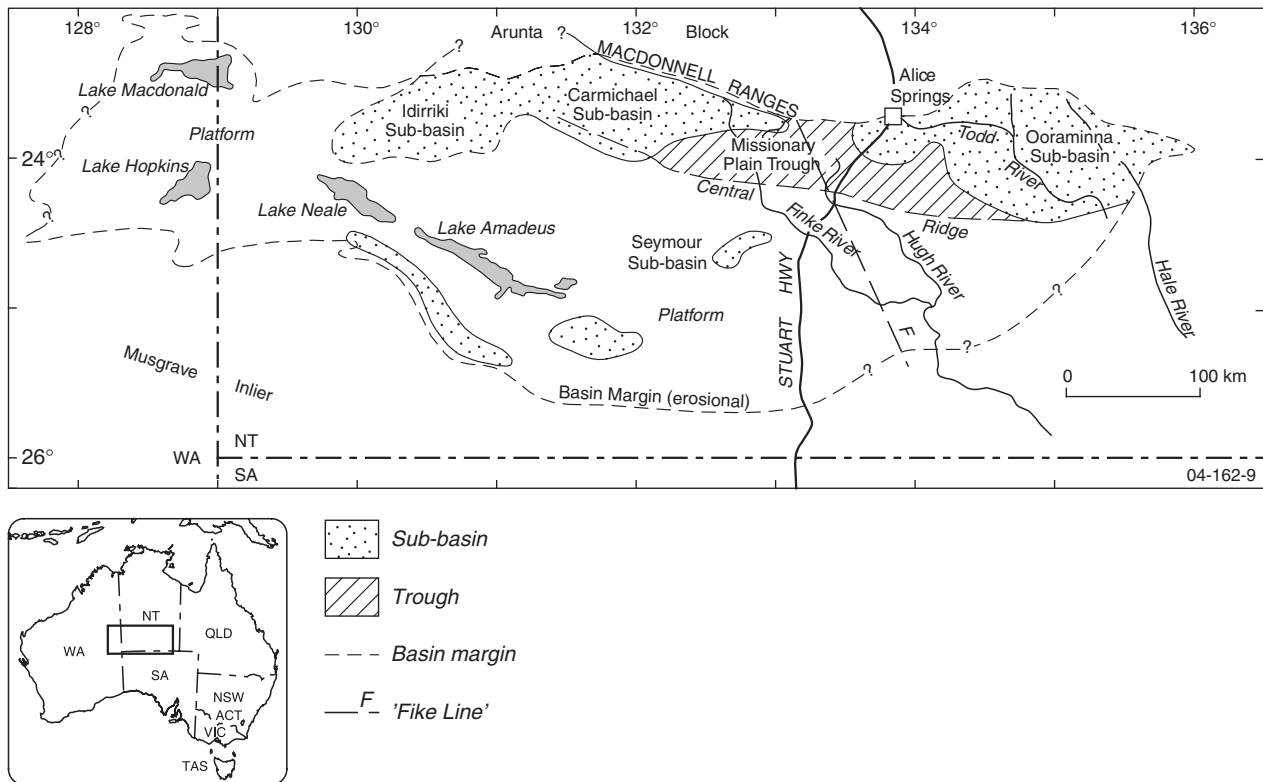 128°
130°
132°
134°
136°
?
?
Arunta
Block
MACDONNELL RANGES
Lake Macdonald
Alice
Springs
?
Idirriki
Sub-basin
Carmichael
Sub-basin
Platform
Todd
River
Ooraminna
Sub-basin
24°
Missionary
Plain Trough
Lake Hopkins
Central
Ridge
?
Lake Neale
Finke River
Hugh River
Lake Amadeus
Seymour
Sub-basin
Hale River
STUART HWY
?
Platform
F
?
Musgrave
Inlier
?
Basin Margin (erosional)
0
100 km
26°
WA
NT
SA
04-162-9
NT
WA
QLD
SA
NSW
ACT
VIC
TAS
Sub-basin
Trough
Basin margin
F
'Fike Line'